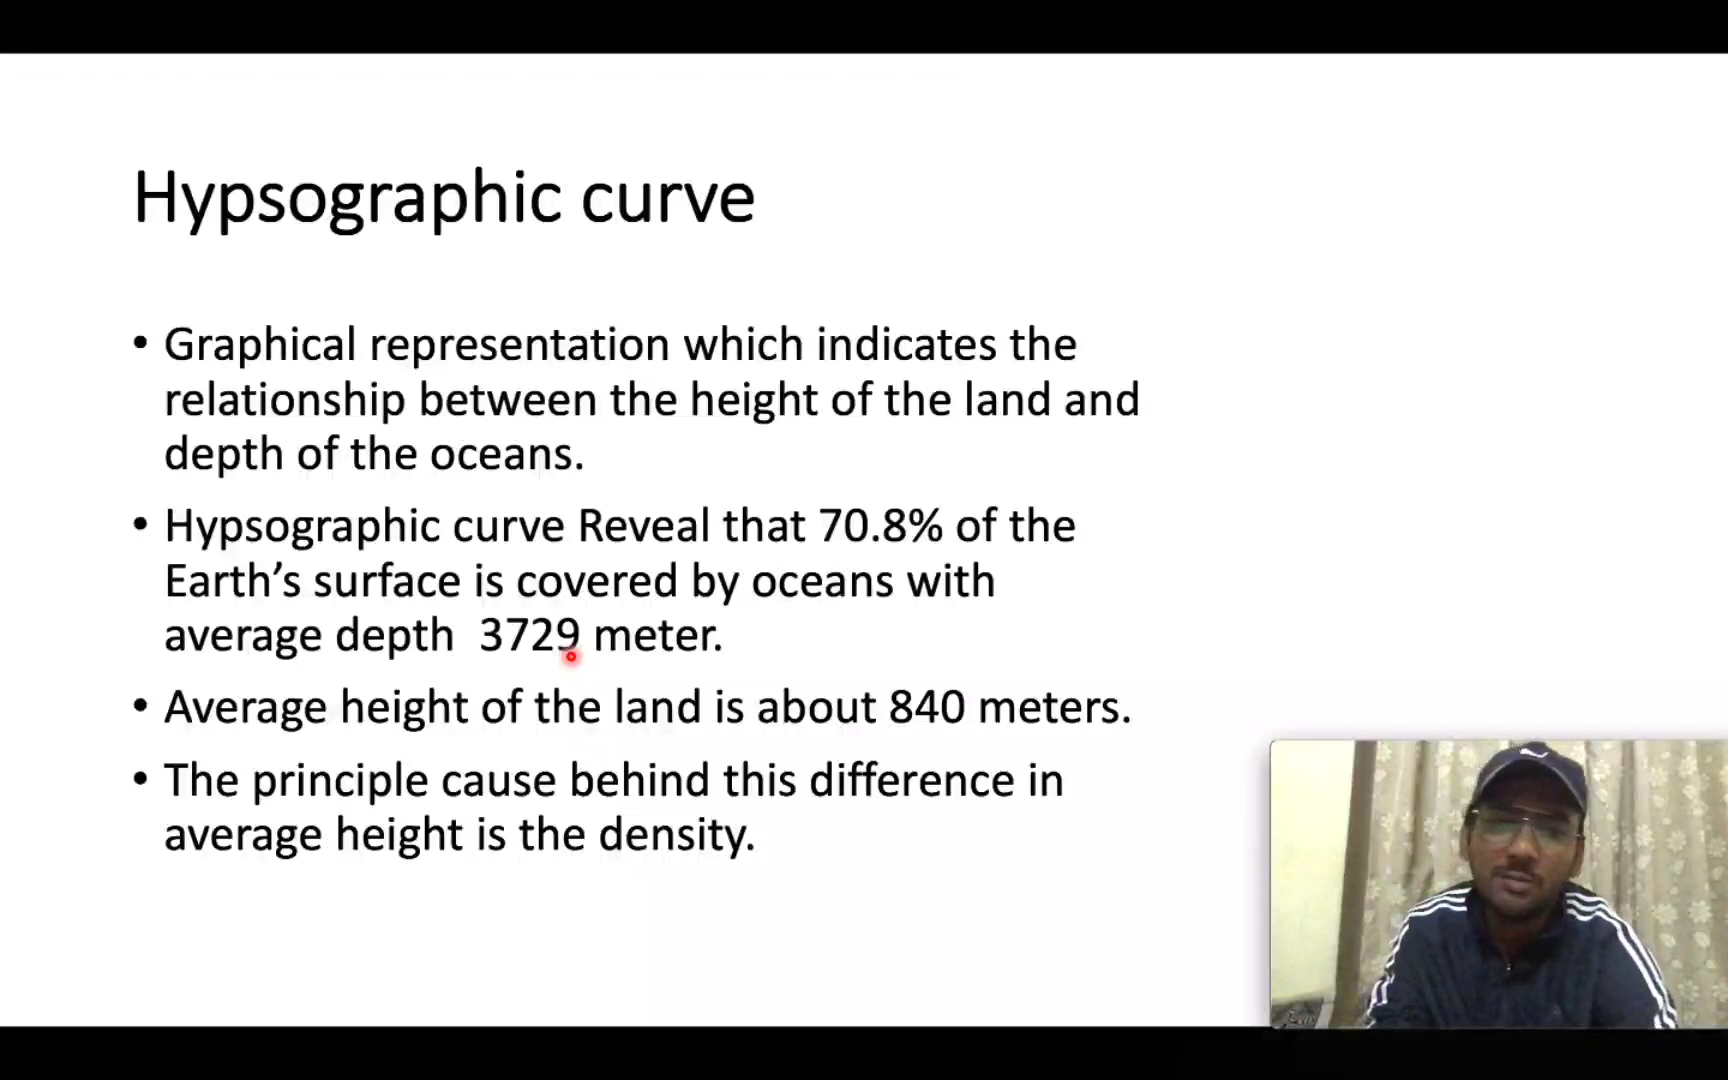 Hypsographic curve
• Graphical representation which indicates the
relationship between the height of the land and
depth of the oceans.
• Hypsographic curve Reveal that 70.8% of the
Earth’s surface is covered by oceans with
average depth  3729 meter.
• Average height of the land is about 840 meters.
• The principle cause behind this difference in
average height is the density.